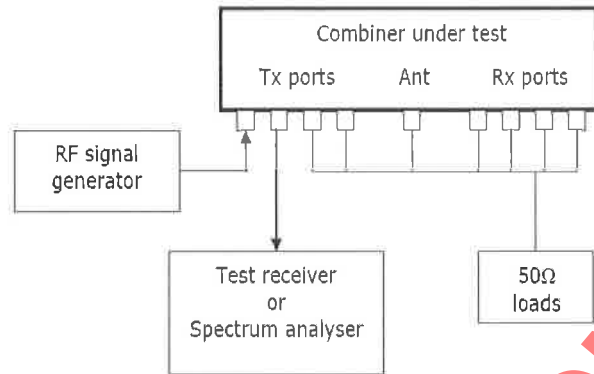 Combiner under test
Tx ports Ant Rx ports
RF signal
generator
Test receiver
or
Spectrum analyser
50Ω
loads